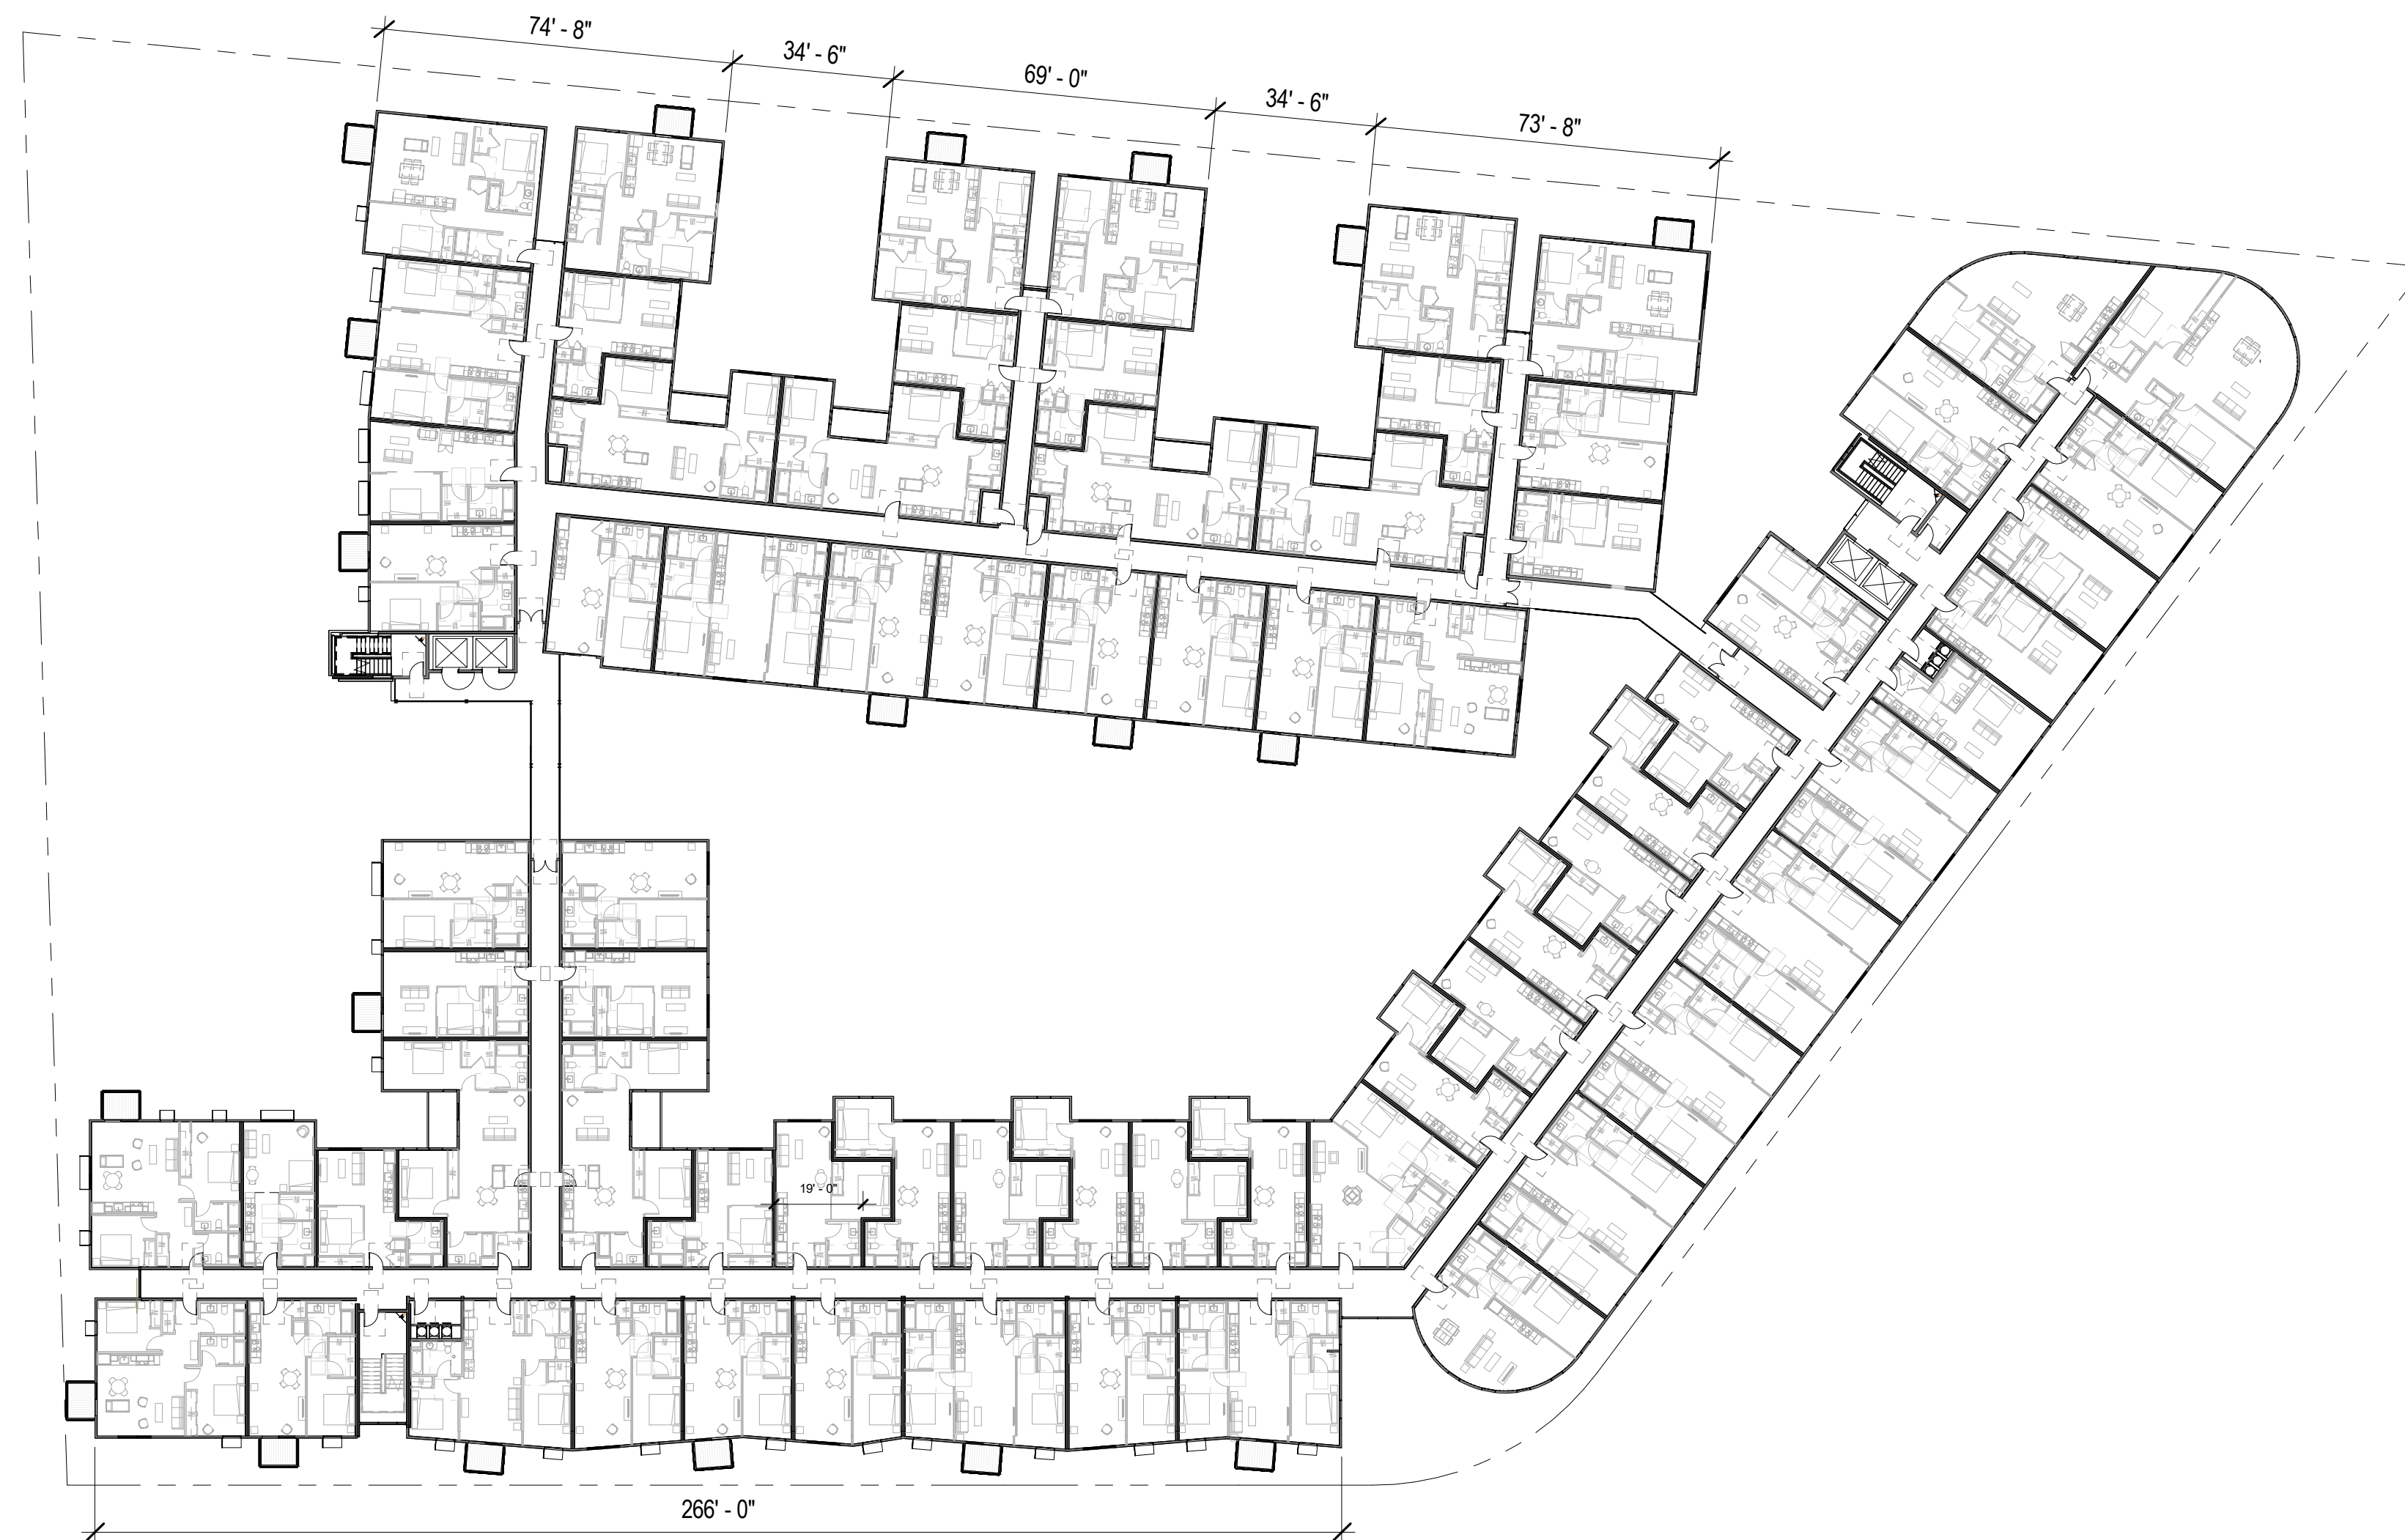 74' - 8"
34' - 6"
69' - 0"
34' - 6"
73' - 8"
19' - 0"
266' - 0"